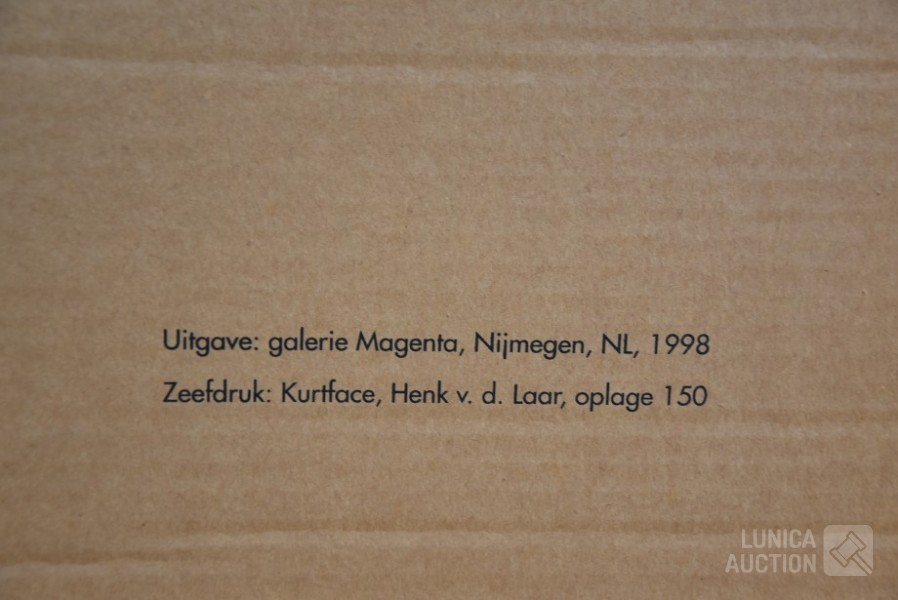 Uitgave: galerie Magenta, Nijmegen, NL, 1998
Zeefdruk: Kurtface, Henk v. d. Laar, oplage 150
LUNICA
AUCTION